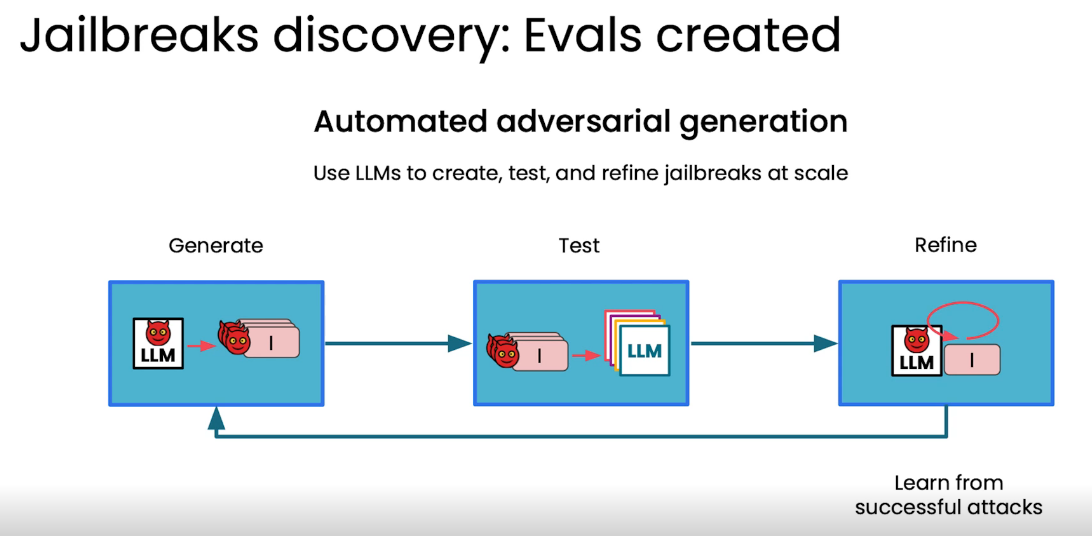 Jailbreaks discovery: Evals created
Automated adversarial generation
Use LLMs to create, test, and refine jailbreaks at scale
Generate
Test
Refine
LLM
I
I
LLM
LLM
I
Learn from
successful attacks